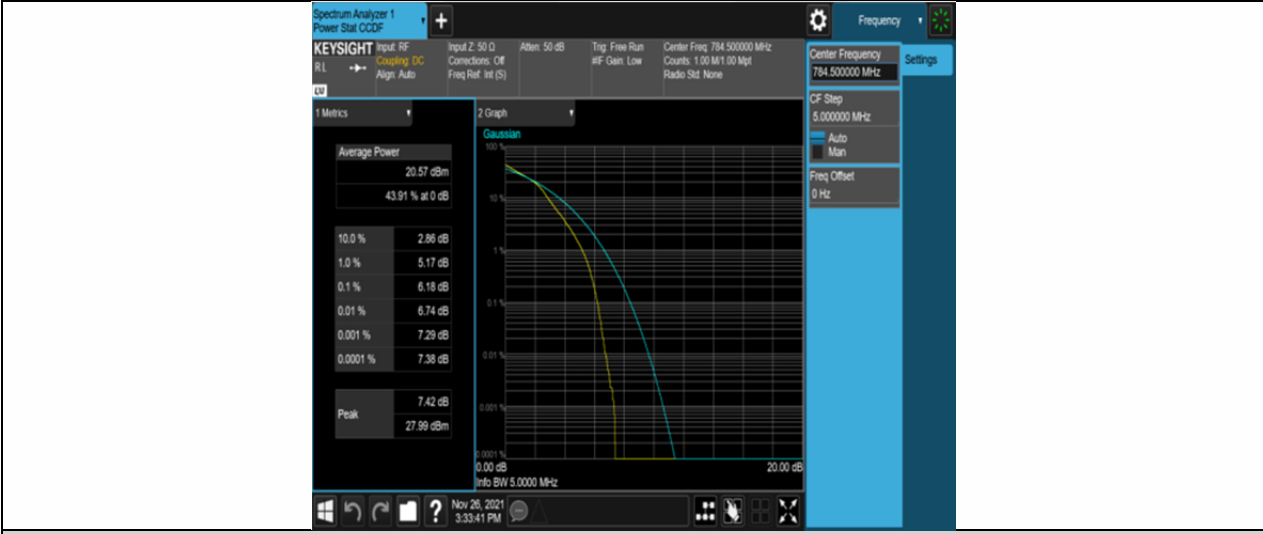 Spectrum Analyzer 1
Power Stat CCDF
+
Frequency
KEYSIGHT
R L
LV
Input: RF
Coupling: DC
Align: Auto
Input Z: 50 Ω
Corrections: Off
Freq Ref: Int (S)
Atten: 50 dB
Trig: Free Run
#IF Gain: Low
Center Freq: 784.500000 MHz
Counts: 1.00 M/1.00 Mpt
Radio Std: None
Center Frequency
784.500000 MHz
Settings
CF Step
5.000000 MHz
Auto
Man
Freq Offset
0 Hz
1 Metrics
Average Power
20.57 dBm
43.91 % at 0 dB
10.0 % 2.86 dB
1.0 % 5.17 dB
0.1 % 6.18 dB
0.01 % 6.74 dB
0.001 % 7.29 dB
0.0001 % 7.38 dB
Peak
7.42 dB
27.99 dBm
2 Graph
Gaussian
100 %
10 %
1 %
0.1 %
0.01 %
0.001 %
0.0001 %
0.00 dB 20.00 dB
Info BW 5.0000 MHz
?
Nov 26, 2021
3:33:41 PM